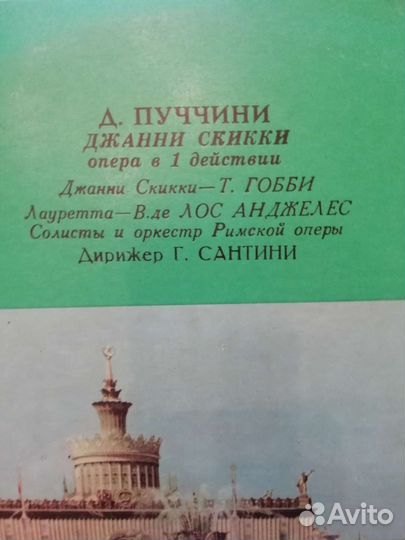 Д. ПУЧЧИНИ
ДЖАННИ СКИККИ
опера в 1 действии
Джанни Скикки—Т. ГОББИ
Лауретта—В.де ЛОС АНДЖЕЛЕС
Солисты и оркестр Римской оперы
Дирижер Г. САНТИНИ
Avito